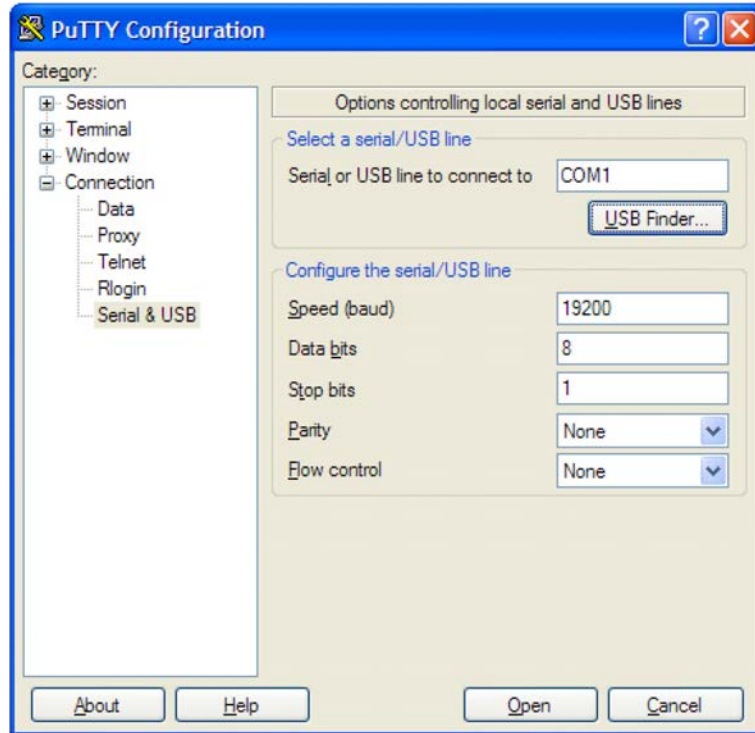 PuTTY Configuration
Category:
Session
Terminal
Window
Connection
Data
Proxy
Telnet
Rlogin
Serial & USB
Options controlling local serial and USB lines
Select a serial/USB line
Serial or USB line to connect to COM1
USB Finder...
Configure the serial/USB line
Speed (baud) 19200
Data bits 8
Stop bits 1
Parity None
Flow control None
About Help Open Cancel